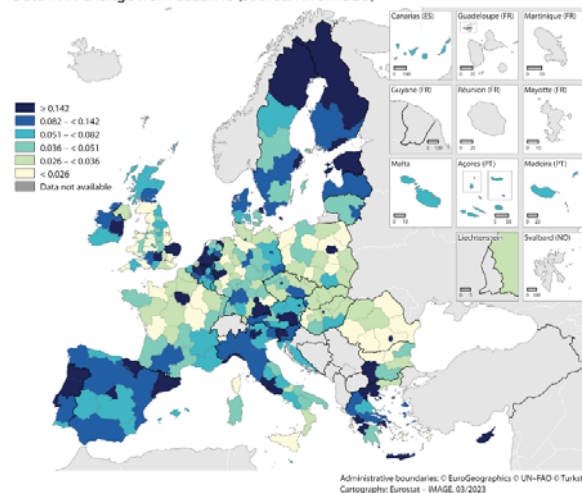 Canarias (ES)
Guadeloupe (FR)
Martinique (FR)
Guyane (FR)
Réunion (FR)
Mayotte (FR)
Malta
Açores (PT)
Madeira (PT)
Liechtenstein
Svalbard (NO)
> 0.142
0.082 – < 0.142
0.051 – < 0.082
0.036 – < 0.051
0.026 – < 0.036
< 0.026
Data not available
Administrative boundaries: © EuroGeographics © UN–FAO © Turkst
Cartography: Eurostat – IMAGE, 03/2023